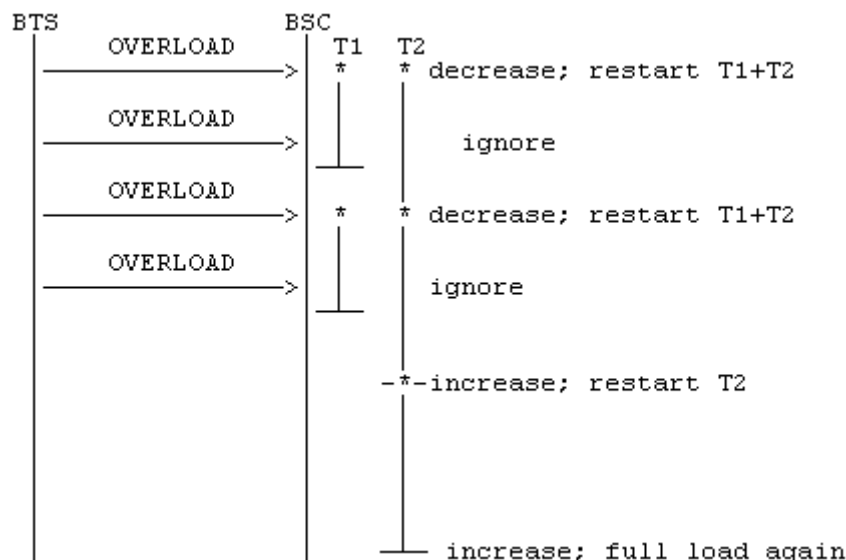 BTS BSC
OVERLOAD T1 T2
* * decrease; restart T1+T2
OVERLOAD
ignore
OVERLOAD
* * decrease; restart T1+T2
OVERLOAD
ignore
-*-increase; restart T2
increase; full load again